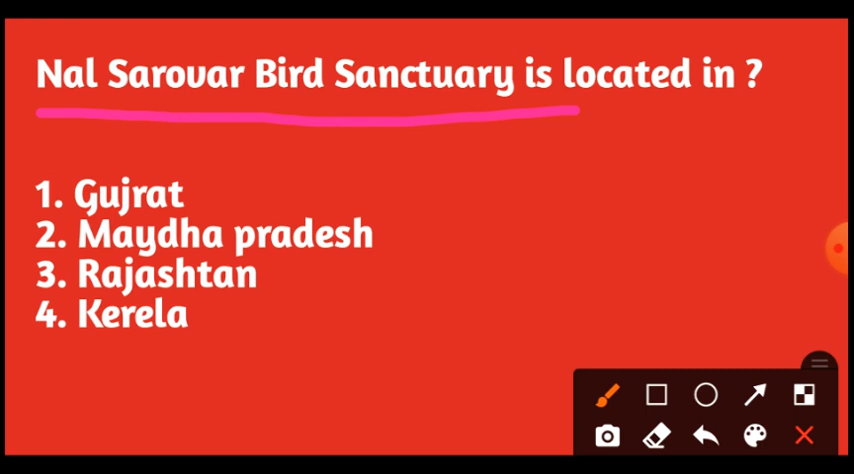 Nal Sarovar Bird Sanctuary is located in ?
1. Gujrat
2. Maydha pradesh
3. Rajashtan
4. Kerela